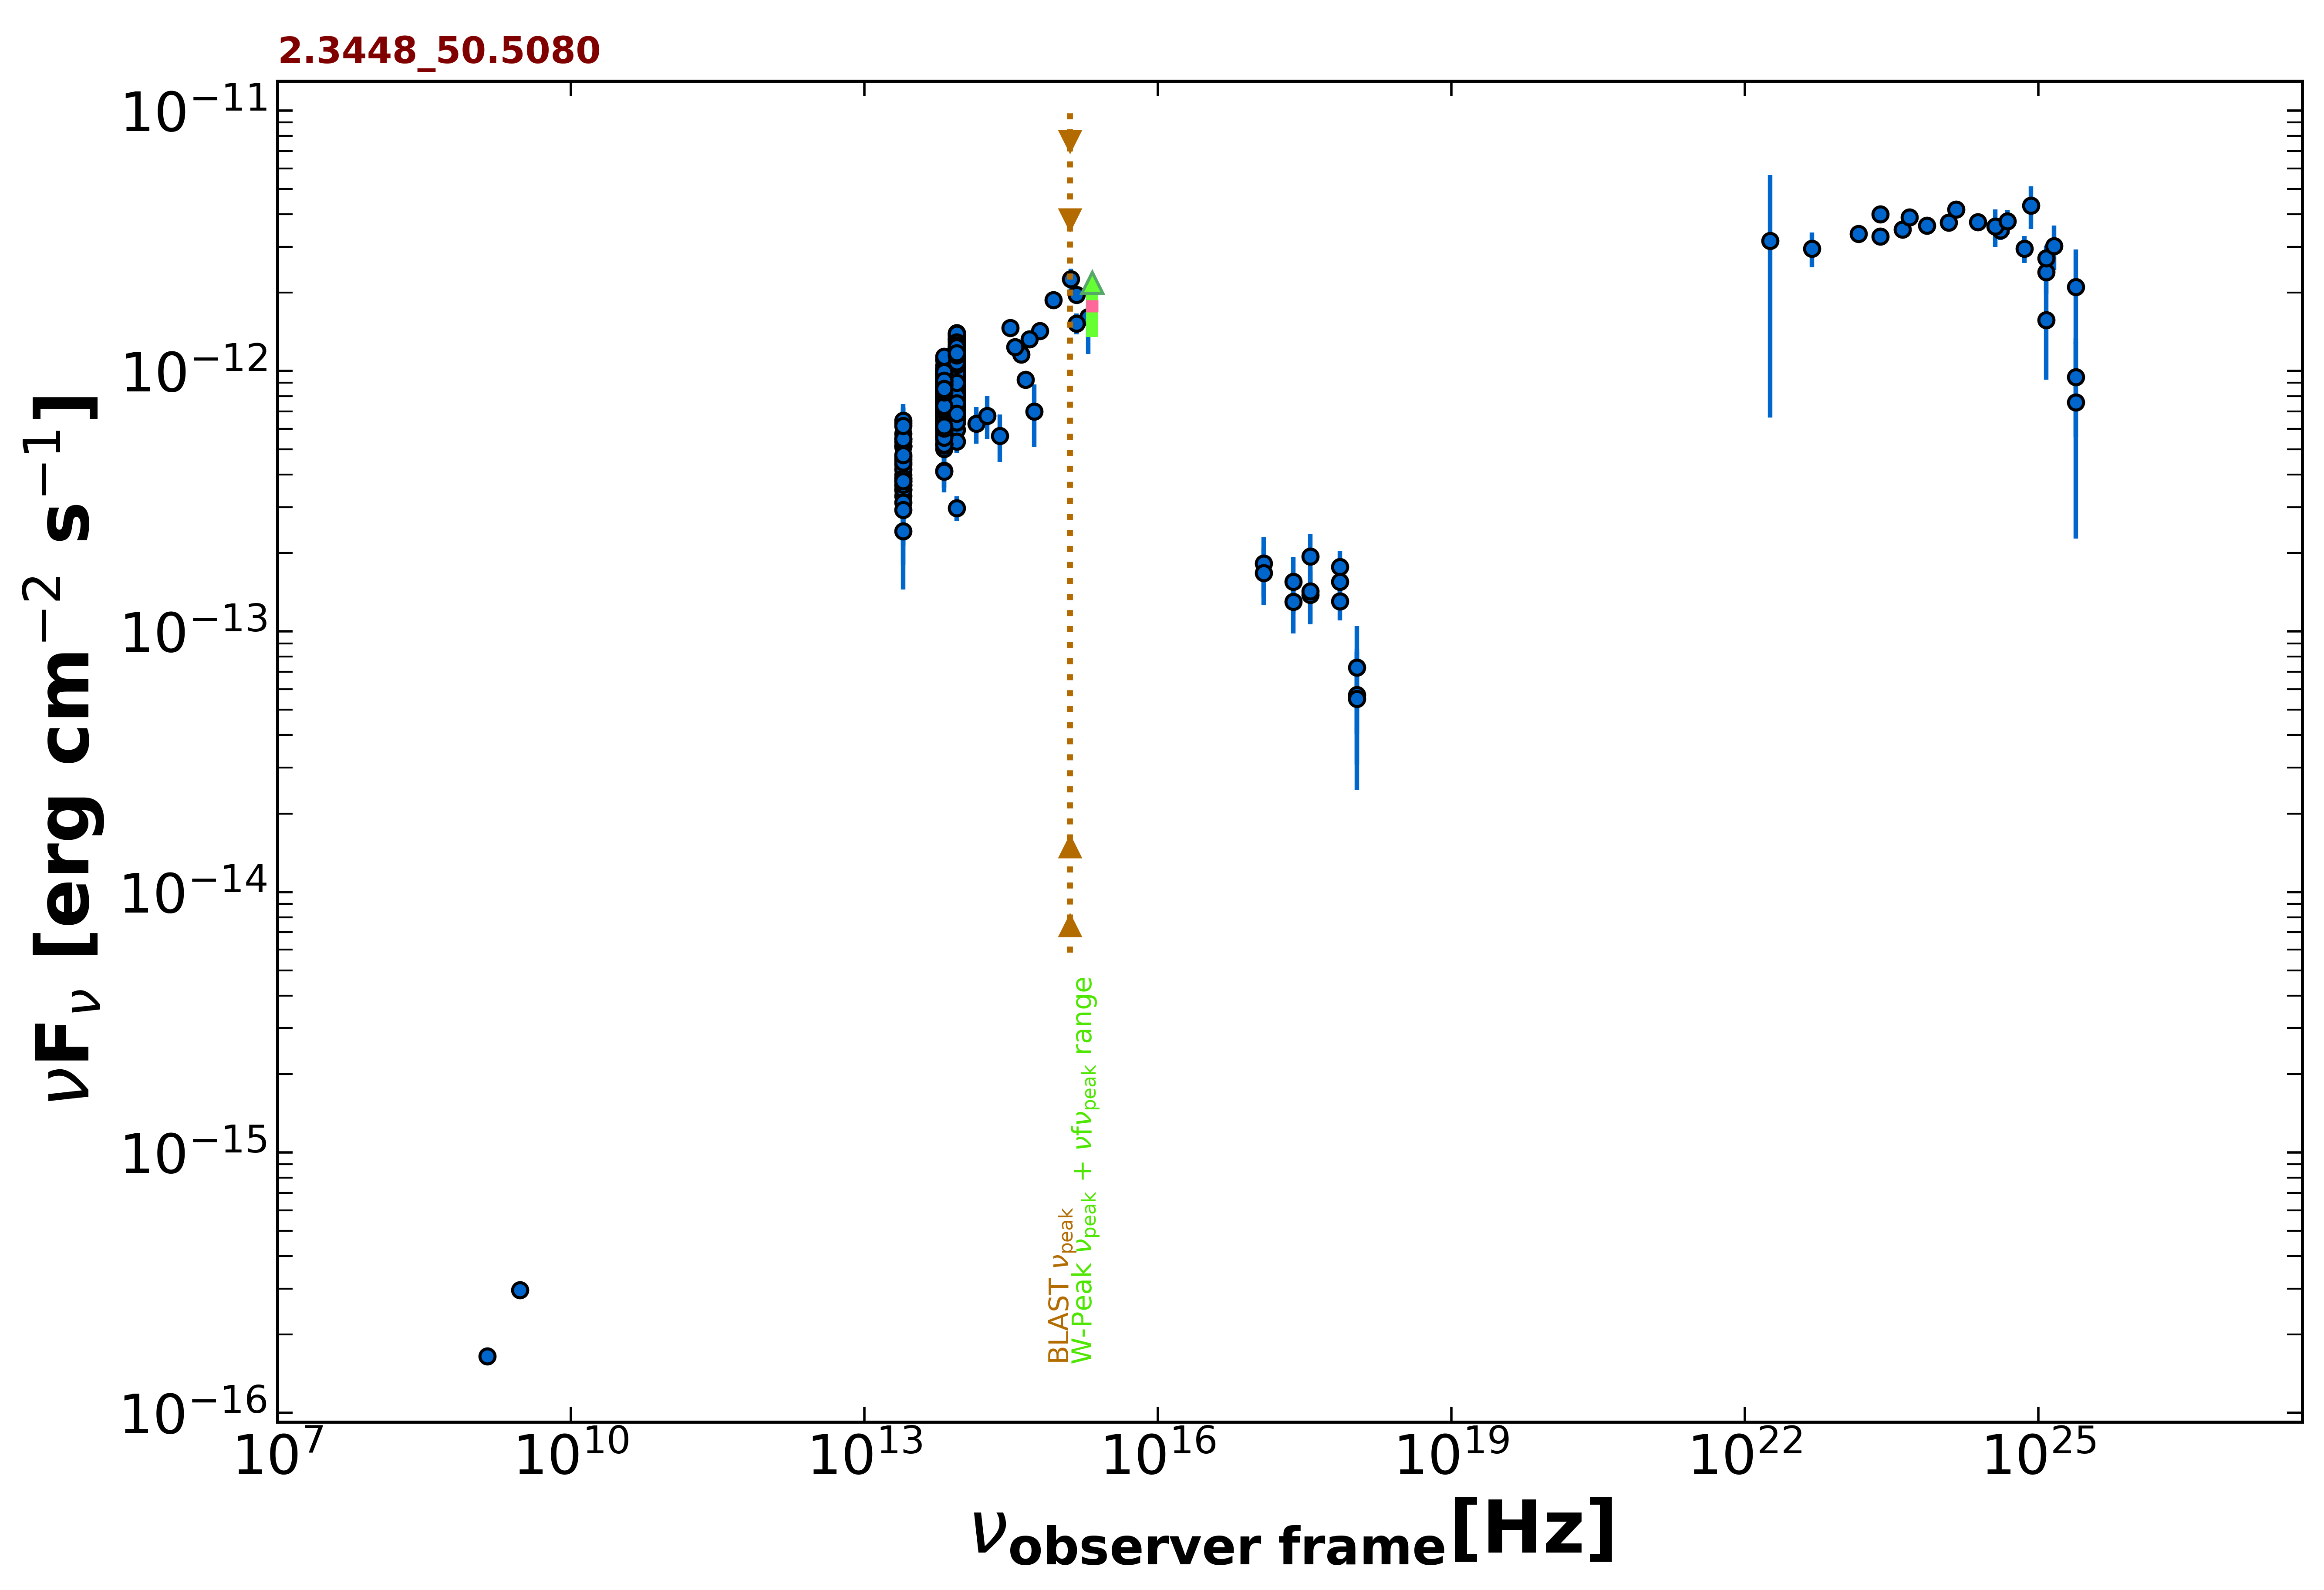 2.3448_50.5080
νF_ν [erg cm^−2 s^−1]
10^−11
10^−12
10^−13
10^−14
10^−15
10^−16
BLAST ν_peak
W-Peak ν_peak + νfν_peak range
10^7 10^10 10^13 10^16 10^19 10^22 10^25
ν_observer frame [Hz]